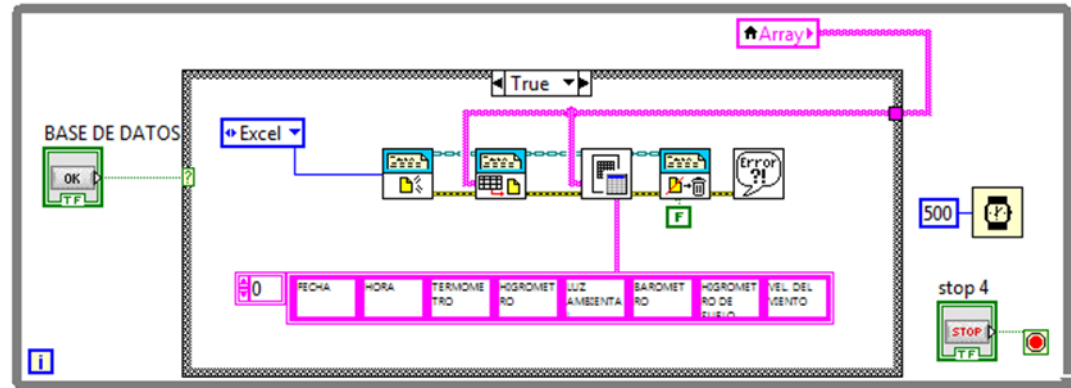 Array
True
BASE DE DATOS
Excel
OK
TF
?
Error
?!
F
500
0
FECHA
HORA
TERMOME
TRO
HIGROMET
RO
LUZ
AMBIENTA
L
BAROMET
RO
HIGROMET
RO DE
SUELO
VEL. DEL
VIENTO
stop 4
STOP
TF
i